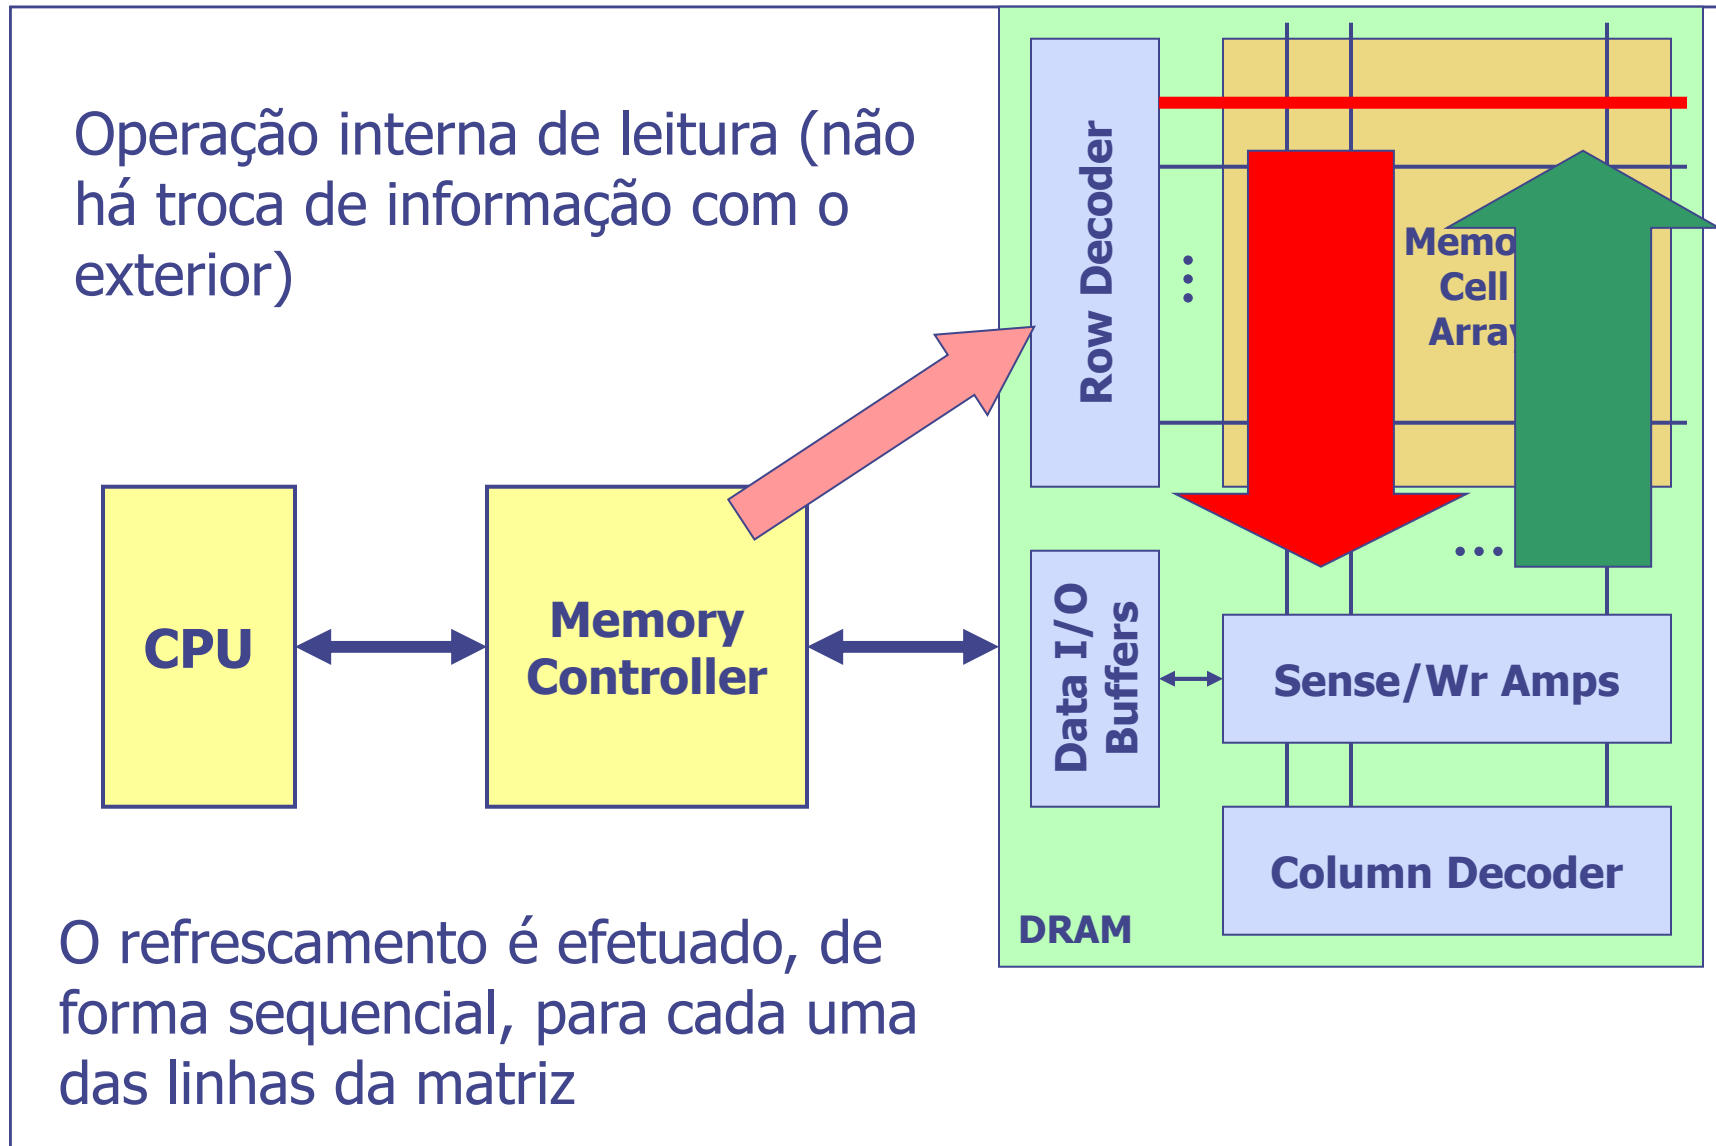 Operação interna de leitura (não
há troca de informação com o
exterior)
Row Decoder
Memo
Cell
Array
CPU
Memory
Controller
Data I/O
Buffers
Sense/Wr Amps
Column Decoder
DRAM
O refrescamento é efetuado, de
forma sequencial, para cada uma
das linhas da matriz